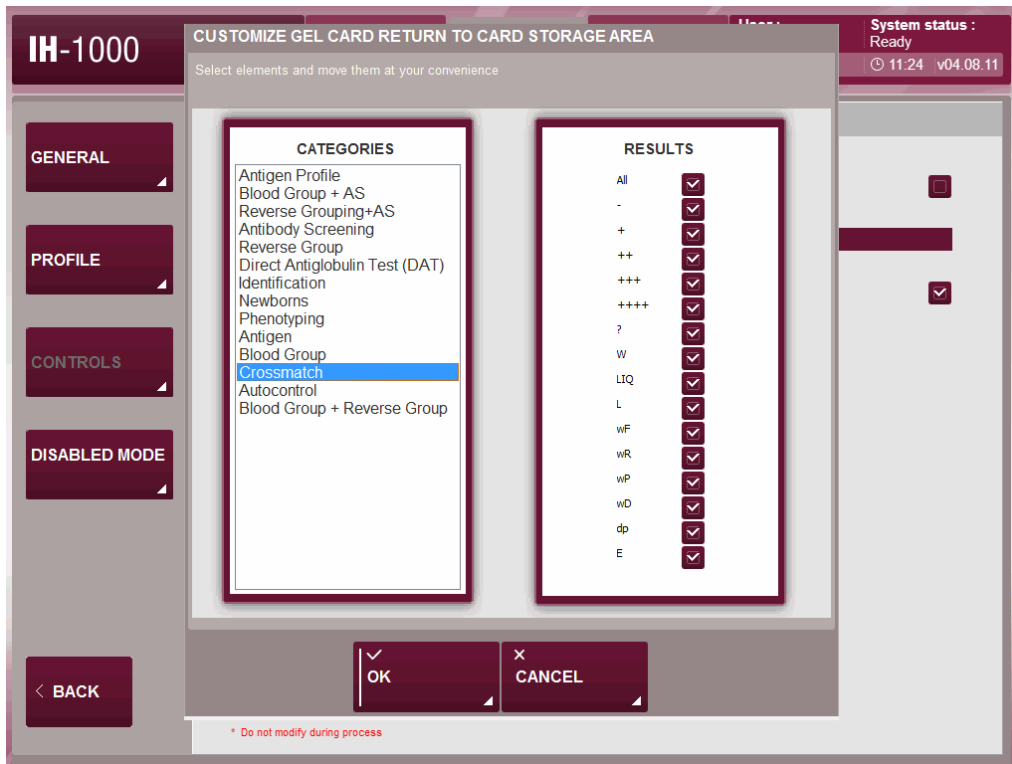 IH-1000
CUSTOMIZE GEL CARD RETURN TO CARD STORAGE AREA
Select elements and move them at your convenience
System status :
Ready
11:24 v04.08.11
GENERAL
PROFILE
CONTROLS
DISABLED MODE
< BACK
CATEGORIES
Antigen Profile
Blood Group + AS
Reverse Grouping+AS
Antibody Screening
Reverse Group
Direct Antiglobulin Test (DAT)
Identification
Newborns
Phenotyping
Antigen
Blood Group
Crossmatch
Autocontrol
Blood Group + Reverse Group
RESULTS
All
-
+
++
+++
++++
?
W
LIQ
L
wF
wR
wP
wD
dp
E
OK
CANCEL
* Do not modify during process